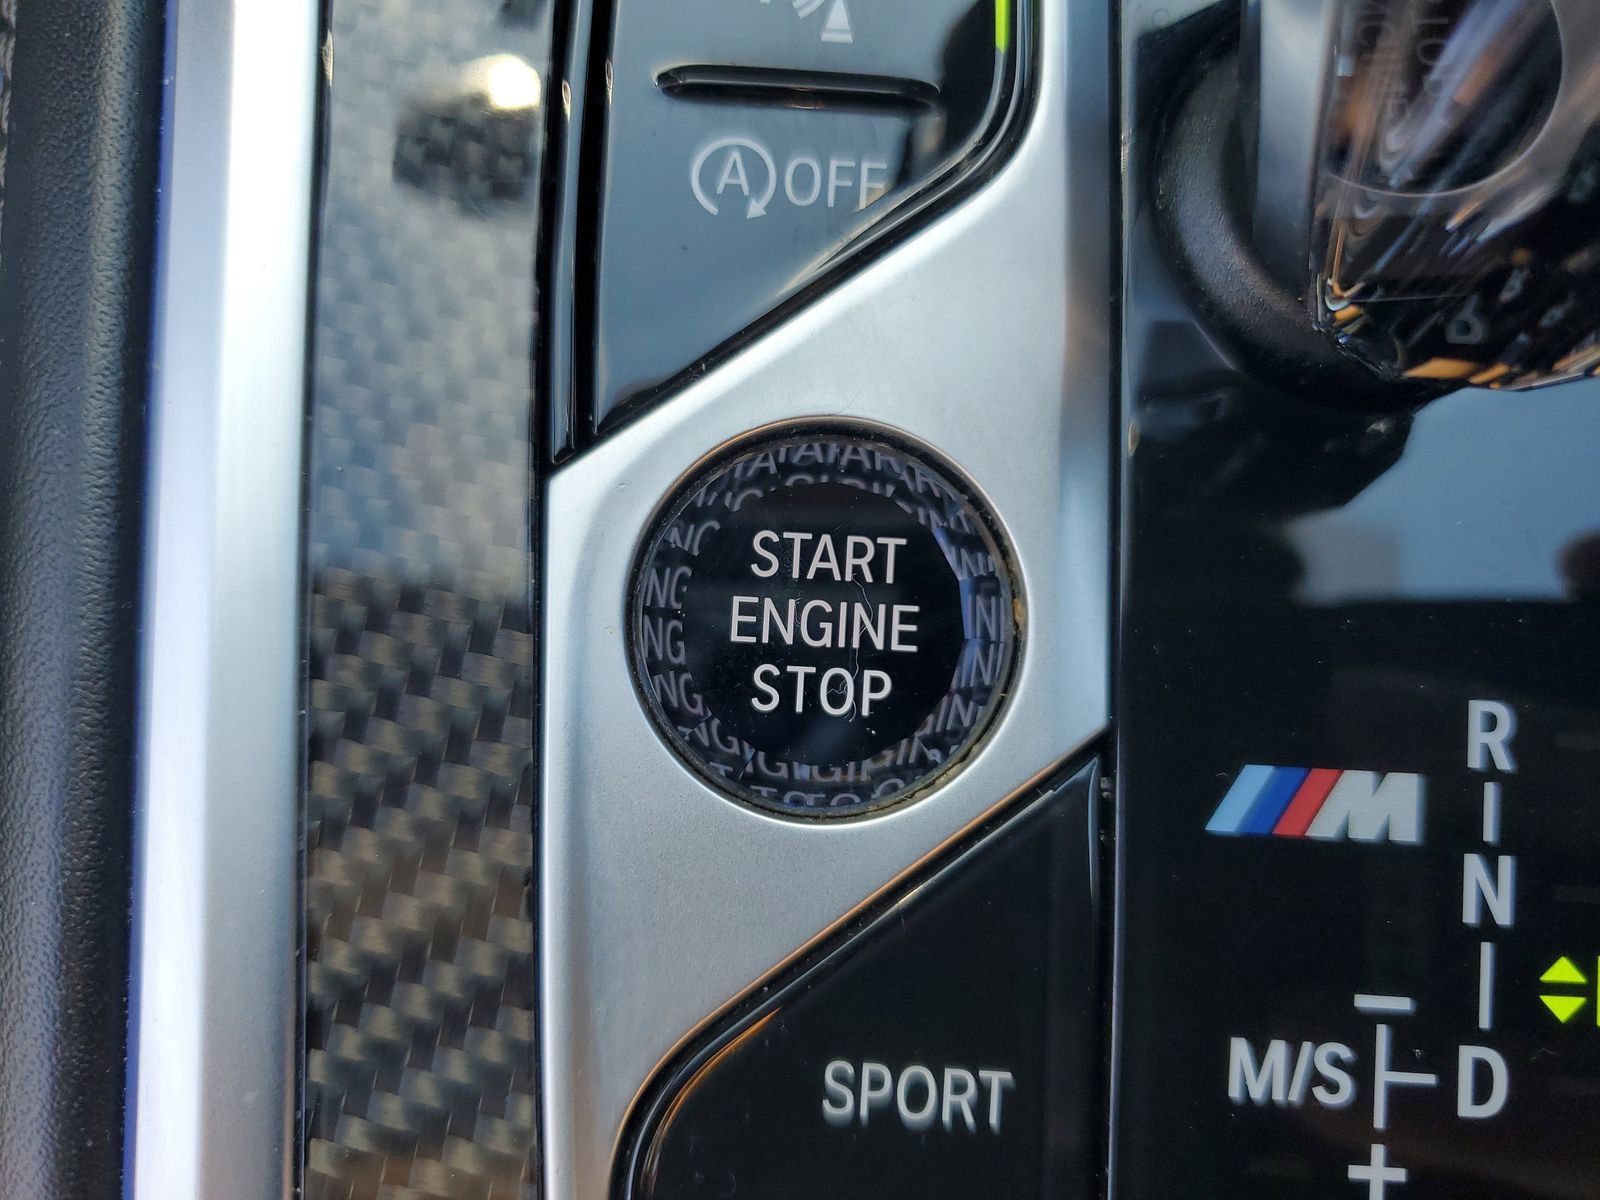 A OFF
START
ENGINE
STOP
SPORT
M
R
N
D
M/S